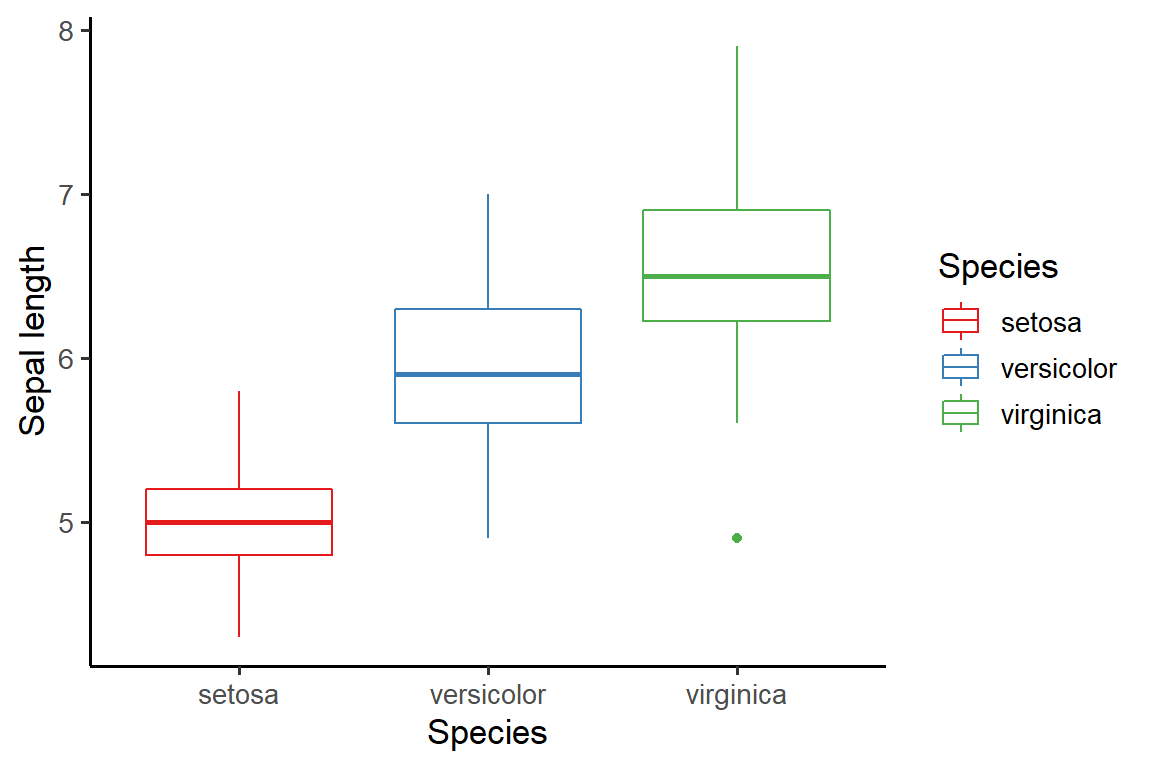 8
7
6
5
Sepal length
setosa versicolor virginica
Species
Species
setosa
versicolor
virginica